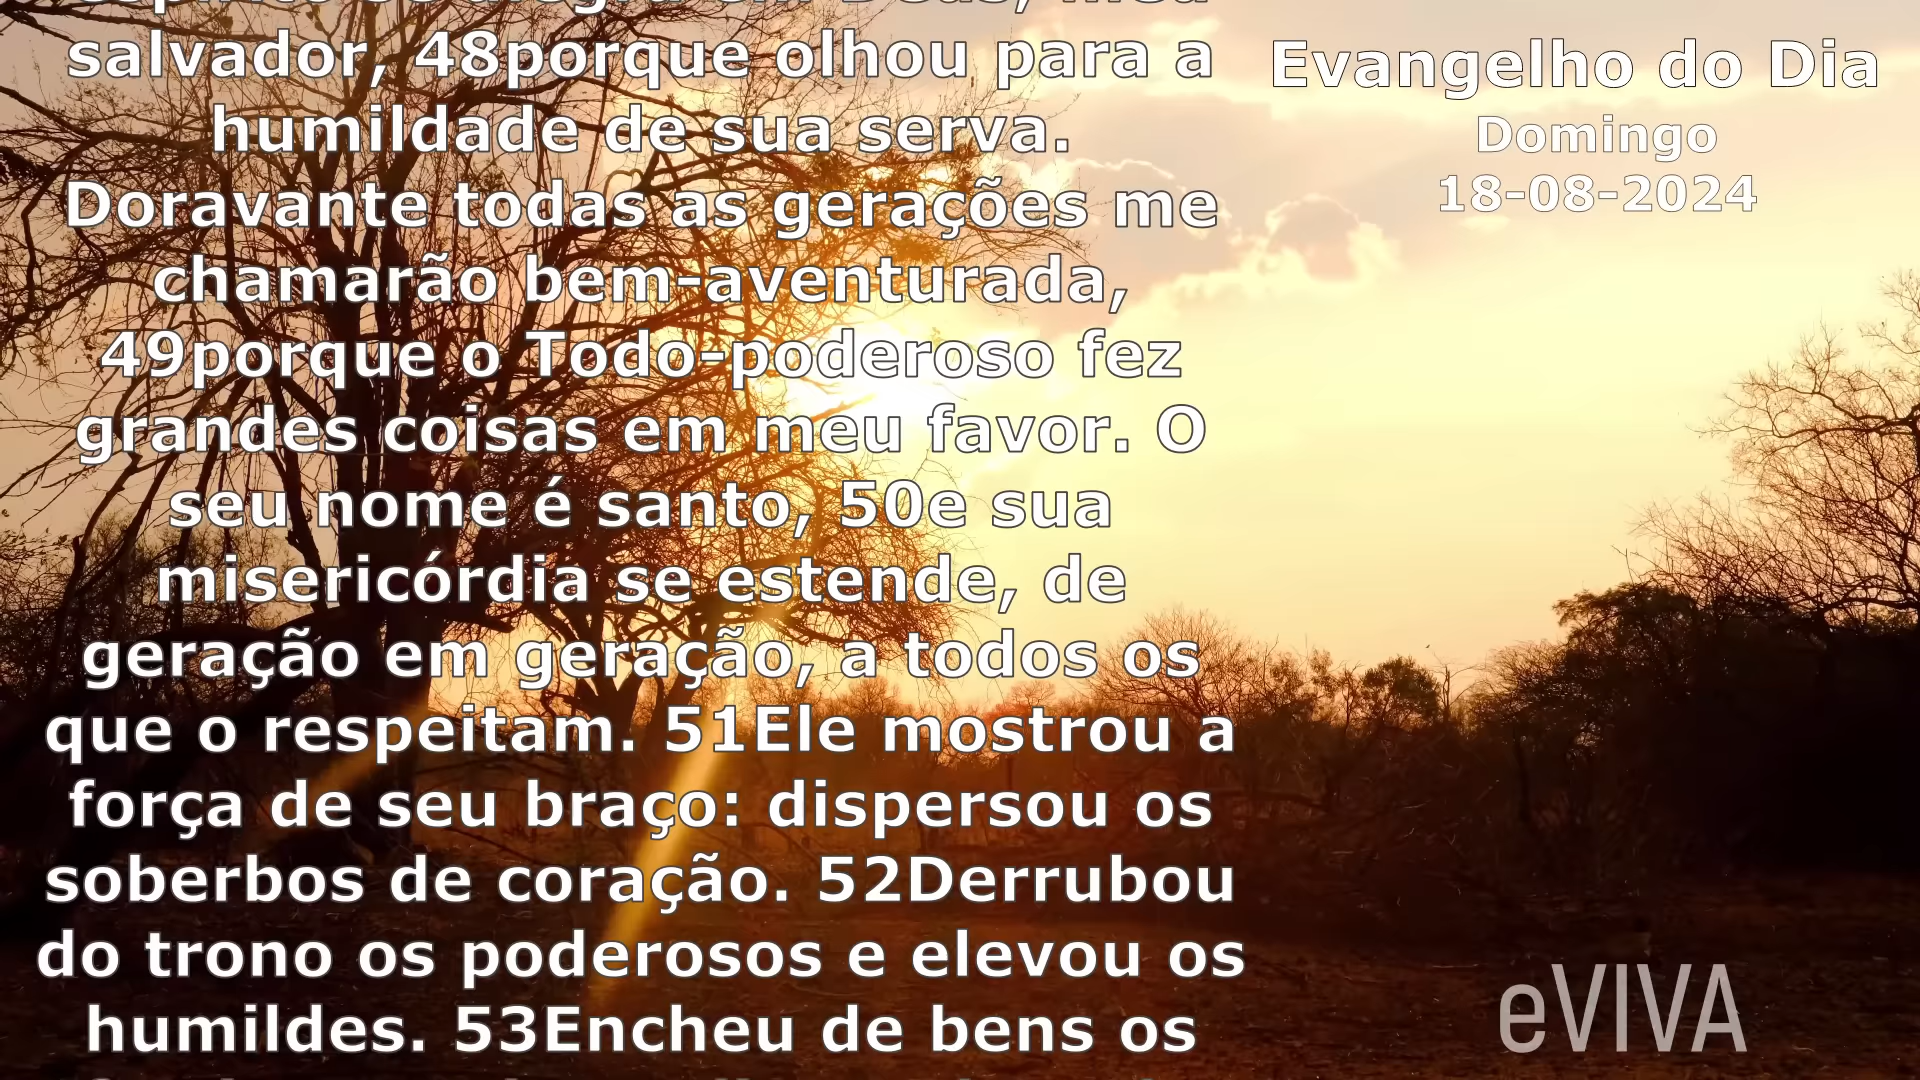 salvador, 48porque olhou para a
humildade de sua serva.
Doravante todas as gerações me
chamarão bem-aventurada,
49porque o Todo-poderoso fez
grandes coisas em meu favor. O
seu nome é santo, 50e sua
misericórdia se estende, de
geração em geração, a todos os
que o respeitam. 51Ele mostrou a
força de seu braço: dispersou os
soberbos de coração. 52Derrubou
do trono os poderosos e elevou os
humildes. 53Encheu de bens os
Evangelho do Dia
Domingo
18-08-2024
eVIVA